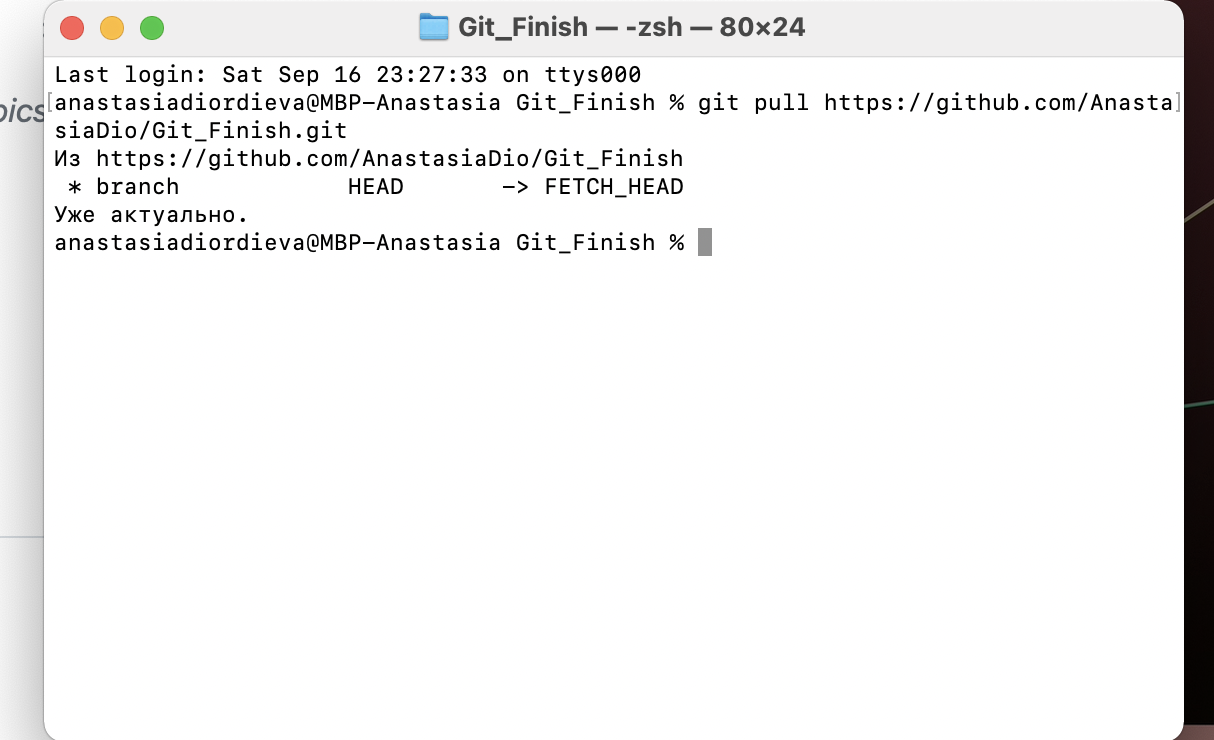 Git_Finish — -zsh — 80×24
pics
Last login: Sat Sep 16 23:27:33 on ttys000
[anastasiadiordieva@MBP-Anastasia Git_Finish % git pull https://github.com/Anasta]
siaDio/Git_Finish.git
Из https://github.com/AnastasiaDio/Git_Finish
 * branch            HEAD       -> FETCH_HEAD
Уже актуально.
anastasiadiordieva@MBP-Anastasia Git_Finish %